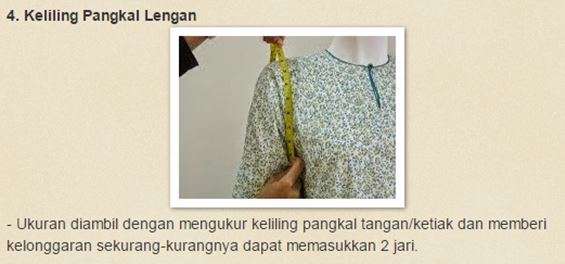 4. Keliling Pangkal Lengan
- Ukuran diambil dengan mengukur keliling pangkal tangan/ketiak dan memberi
kelonggaran sekurang-kurangnya dapat memasukkan 2 jari.